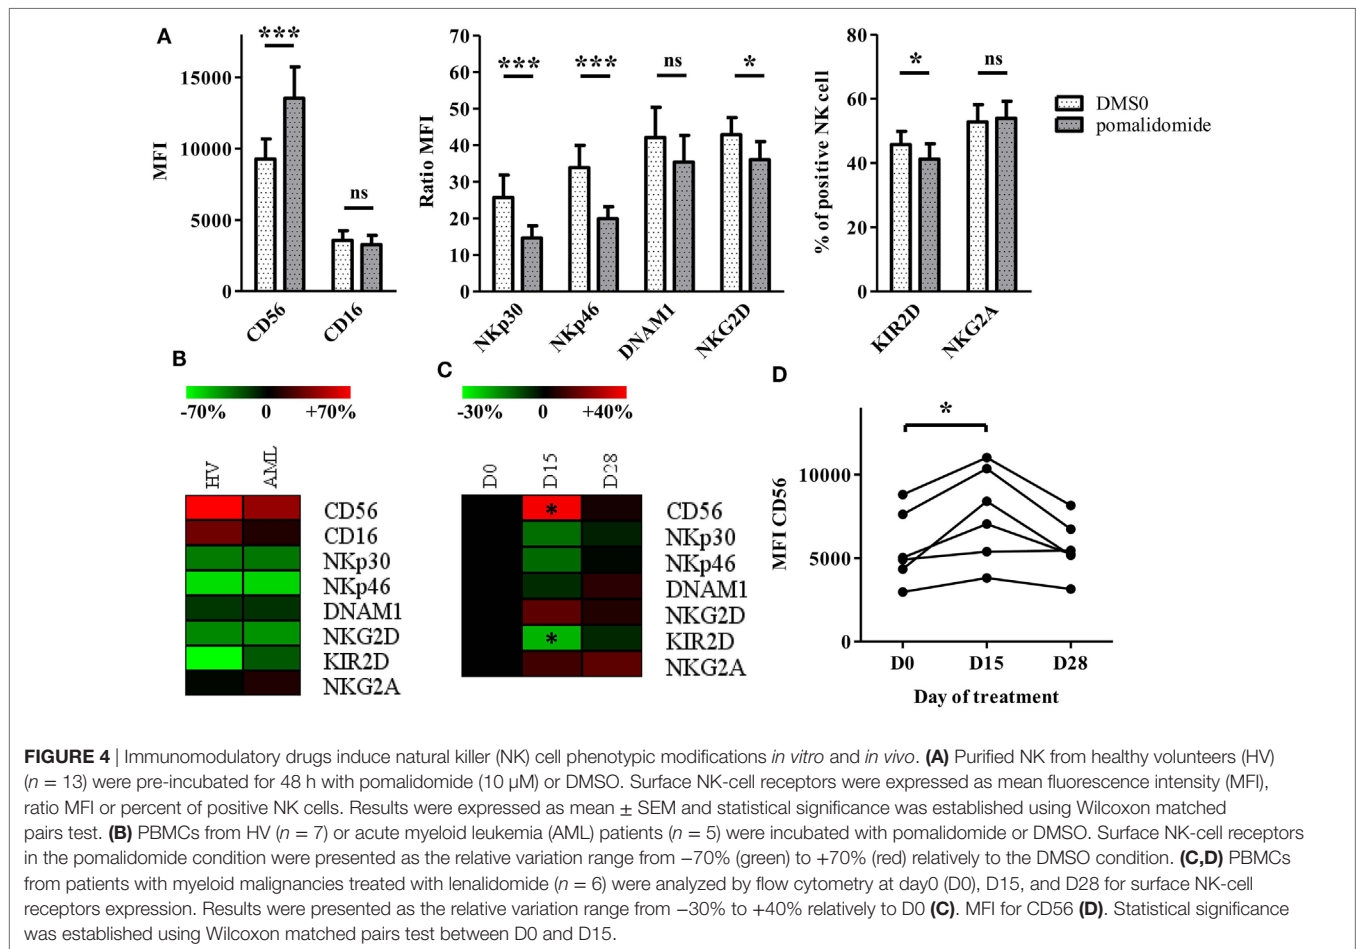 A
***
15000
10000
5000
0
MFI
ns
CD56
CD16
70
60
50
40
30
20
10
0
Ratio MFI
***
***
ns
*
NKp30
NKp46
DNAM1
NKG2D
80
60
40
20
0
% of positive NK cell
*
ns
KIR2D
NKG2A
DMS0
pomalidomide
B
-70% 0 +70%
HV AML
CD56
CD16
NKp30
NKp46
DNAM1
NKG2D
KIR2D
NKG2A
C
-30% 0 +40%
D0 D15 D28
* CD56
NKp30
NKp46
DNAM1
NKG2D
* KIR2D
NKG2A
D
*
10000
5000
0
MFI CD56
D0 D15 D28
Day of treatment
FIGURE 4 | Immunomodulatory drugs induce natural killer (NK) cell phenotypic modifications in vitro and in vivo. (A) Purified NK from healthy volunteers (HV)
(n = 13) were pre-incubated for 48 h with pomalidomide (10 µM) or DMSO. Surface NK-cell receptors were expressed as mean fluorescence intensity (MFI),
ratio MFI or percent of positive NK cells. Results were expressed as mean ± SEM and statistical significance was established using Wilcoxon matched
pairs test. (B) PBMCs from HV (n = 7) or acute myeloid leukemia (AML) patients (n = 5) were incubated with pomalidomide or DMSO. Surface NK-cell receptors
in the pomalidomide condition were presented as the relative variation range from −70% (green) to +70% (red) relatively to the DMSO condition. (C,D) PBMCs
from patients with myeloid malignancies treated with lenalidomide (n = 6) were analyzed by flow cytometry at day0 (D0), D15, and D28 for surface NK-cell
receptors expression. Results were presented as the relative variation range from −30% to +40% relatively to D0 (C). MFI for CD56 (D). Statistical significance
was established using Wilcoxon matched pairs test between D0 and D15.